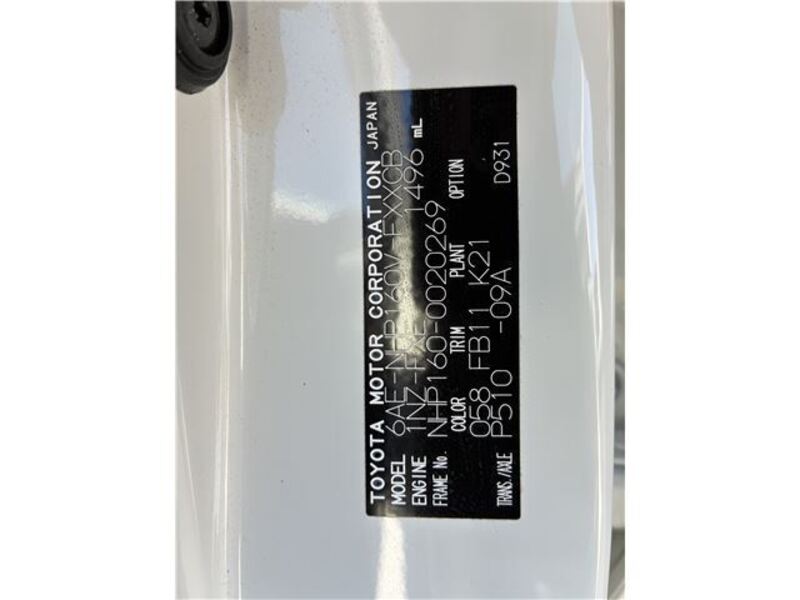 TOYOTA MOTOR CORPORATION JAPAN
MODEL 6AE-NHP160V-EXXCB
ENGINE 1NZ-FXE 1496 mL
FRAME No. NHP160-0020269
COLOR TRIM PLANT OPTION
058 FB11 K21
TRANS./AXLE P510 -09A D931